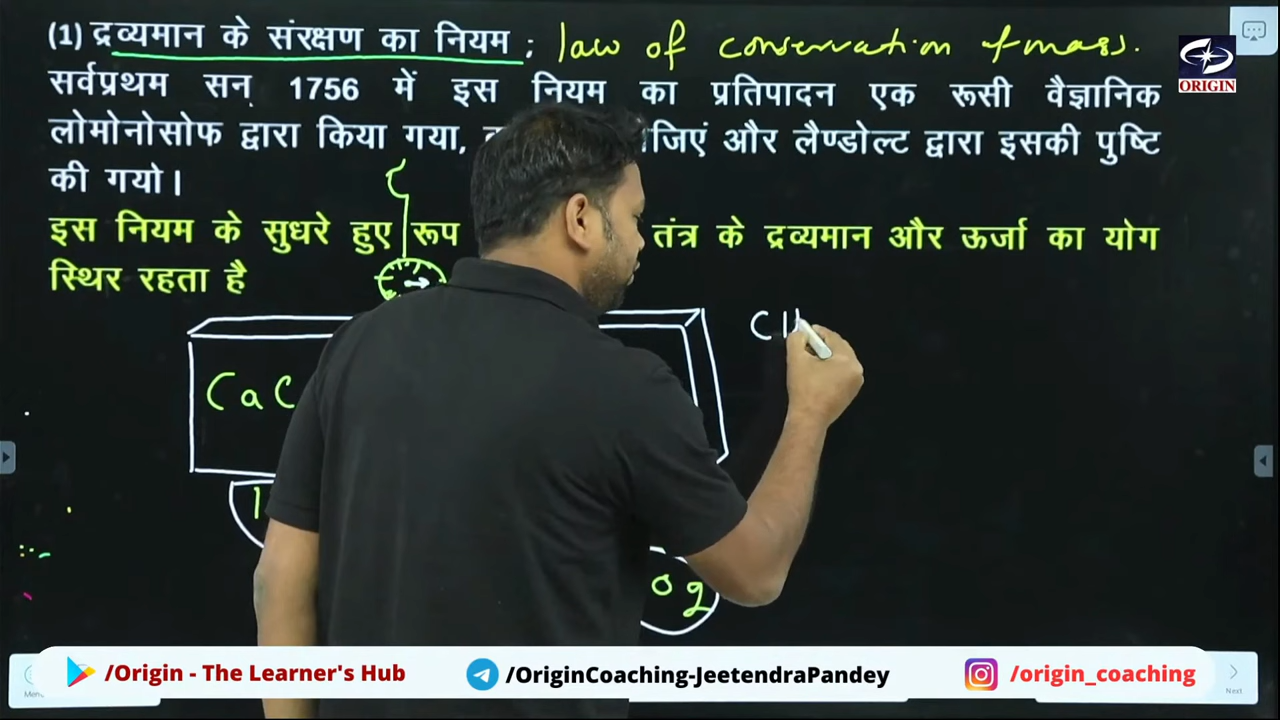 (1) द्रव्यमान के संरक्षण का नियम ; law of conservation of mass.
ORIGIN
सर्वप्रथम सन् 1756 में इस नियम का प्रतिपादन एक रूसी वैज्ञानिक
लोमोनोसोफ द्वारा किया गया, और लैण्डोल्ट द्वारा इसकी पुष्टि
की गयो।
इस नियम के सुधरे हुए रूप तंत्र के द्रव्यमान और ऊर्जा का योग
स्थिर रहता है
CaC
g
/Origin - The Learner's Hub
/OriginCoaching-JeetendraPandey
/origin_coaching
Next